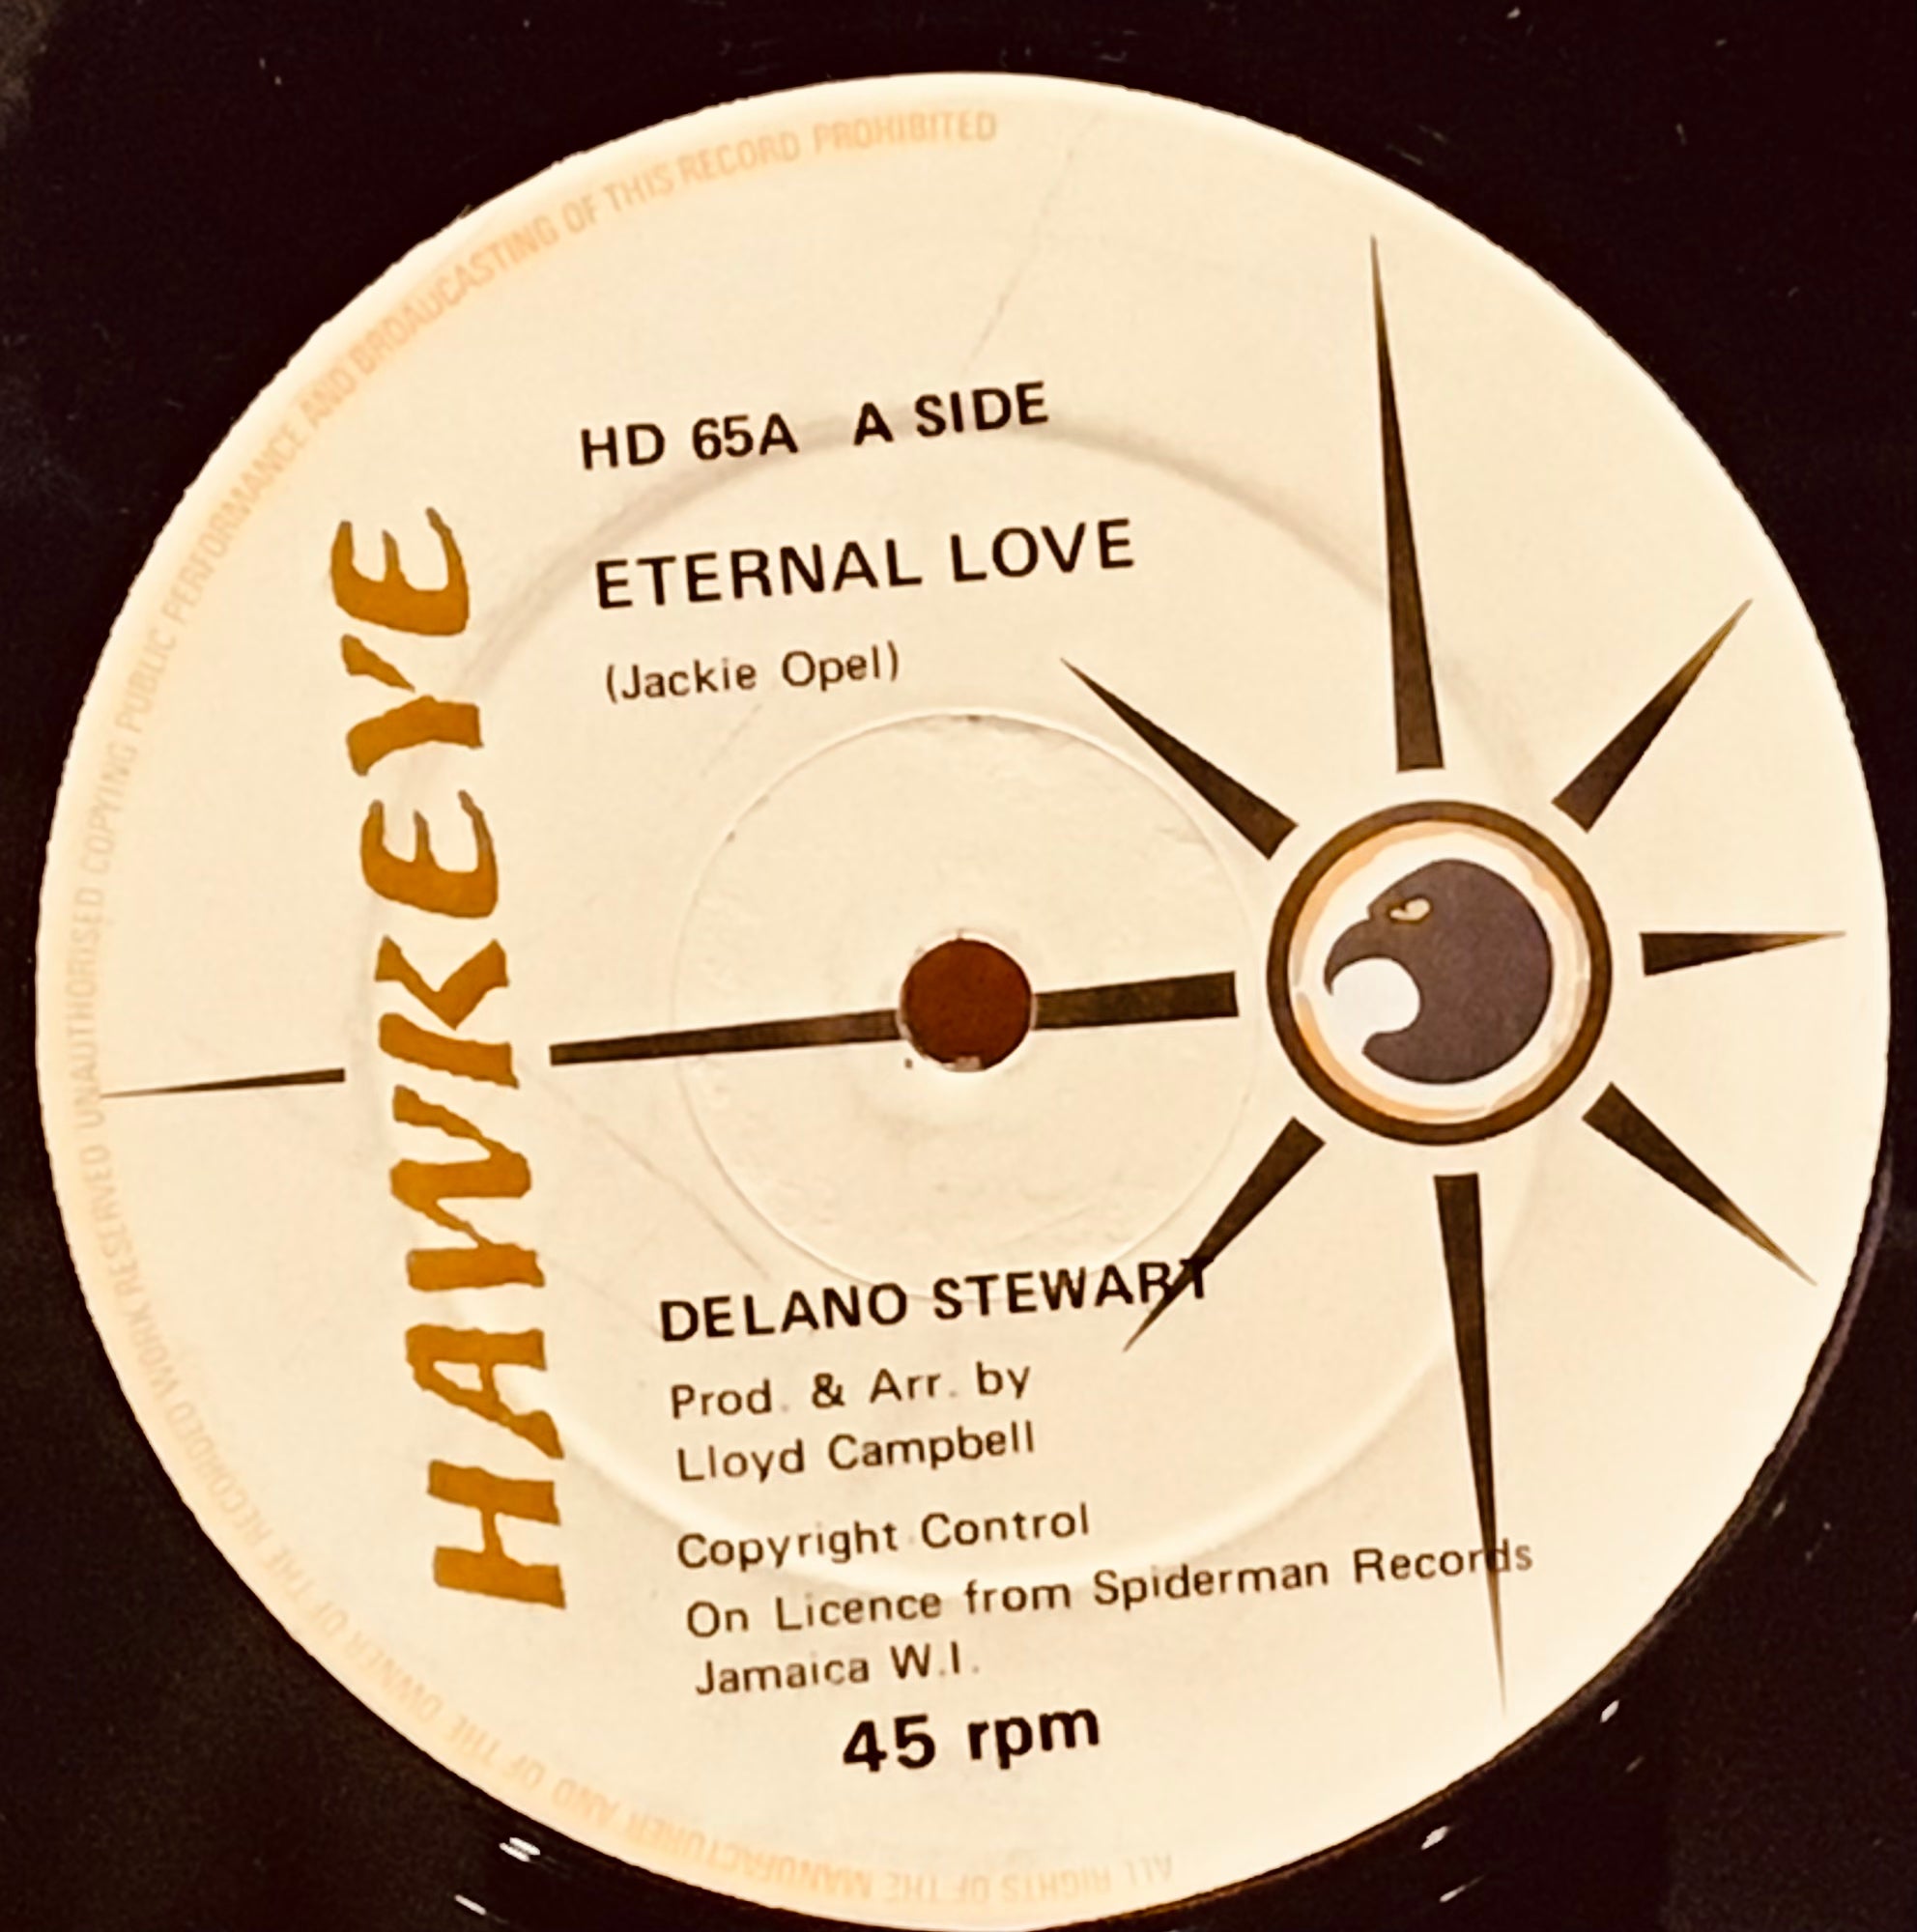 HAWKEYE
HD 65A A SIDE
ETERNAL LOVE
(Jackie Opel)
DELANO STEWART
Prod. & Arr. by
Lloyd Campbell
Copyright Control
On Licence from Spiderman Records
Jamaica W.I.
45 rpm
ALL RIGHTS OF THE MANUFACTURER AND OF THE OWNER OF THE RECORDED WORK RESERVED UNAUTHORISED COPYING PUBLIC PERFORMANCE AND BROADCASTING OF THIS RECORD PROHIBITED